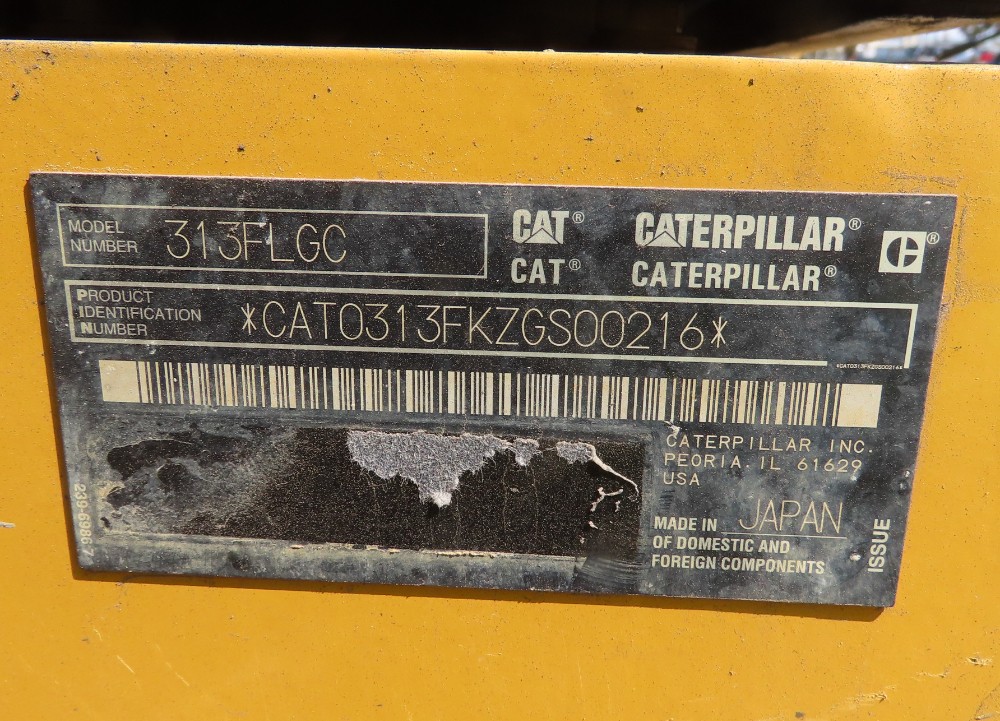 MODEL
NUMBER 313FLGC
CAT® CATERPILLAR®
CAT® CATERPILLAR®
C®
PRODUCT
IDENTIFICATION
NUMBER
*CAT0313FKZGS00216*
*CAT0313FKZGS00216*
CATERPILLAR INC.
PEORIA, IL 61629
USA
MADE IN JAPAN
OF DOMESTIC AND
FOREIGN COMPONENTS
ISSUE